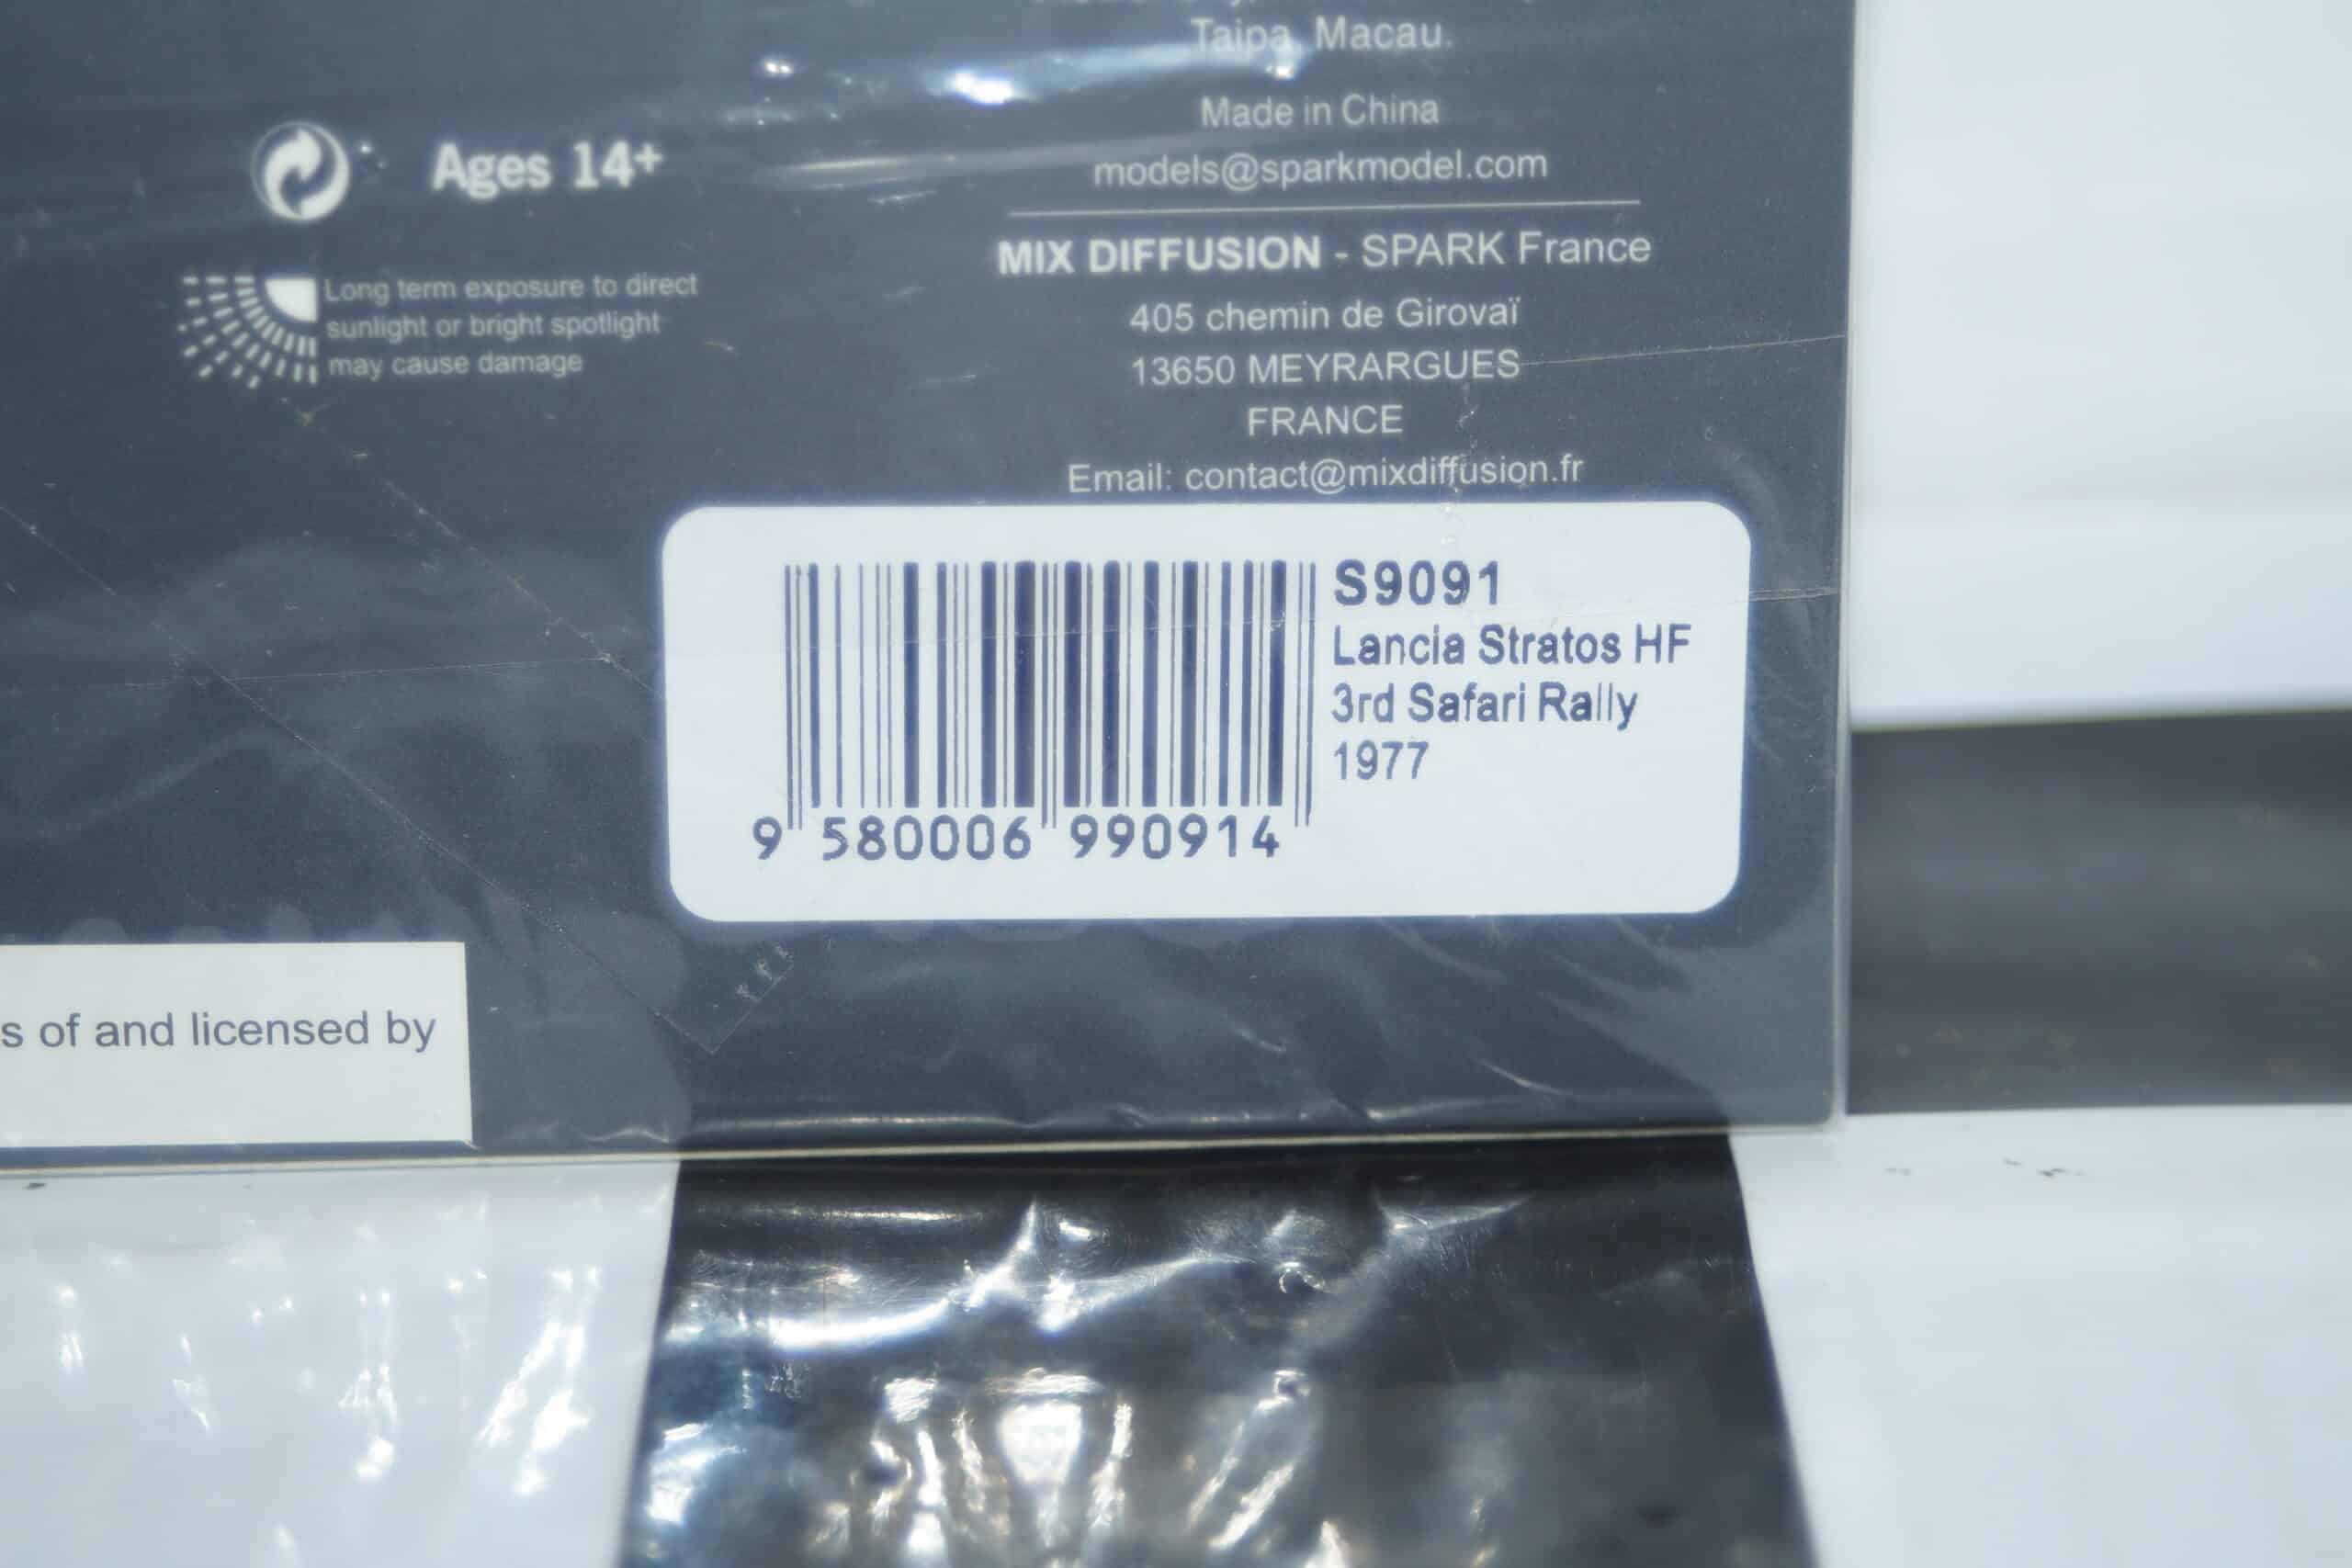 Taipa, Macau.
Made in China
models@sparkmodel.com
Ages 14+
Long term exposure to direct
sunlight or bright spotlight
may cause damage
MIX DIFFUSION - SPARK France
405 chemin de Girovaï
13650 MEYRARGUES
FRANCE
Email: contact@mixdiffusion.fr
S9091
Lancia Stratos HF
3rd Safari Rally
1977
9 580006 990914
s of and licensed by